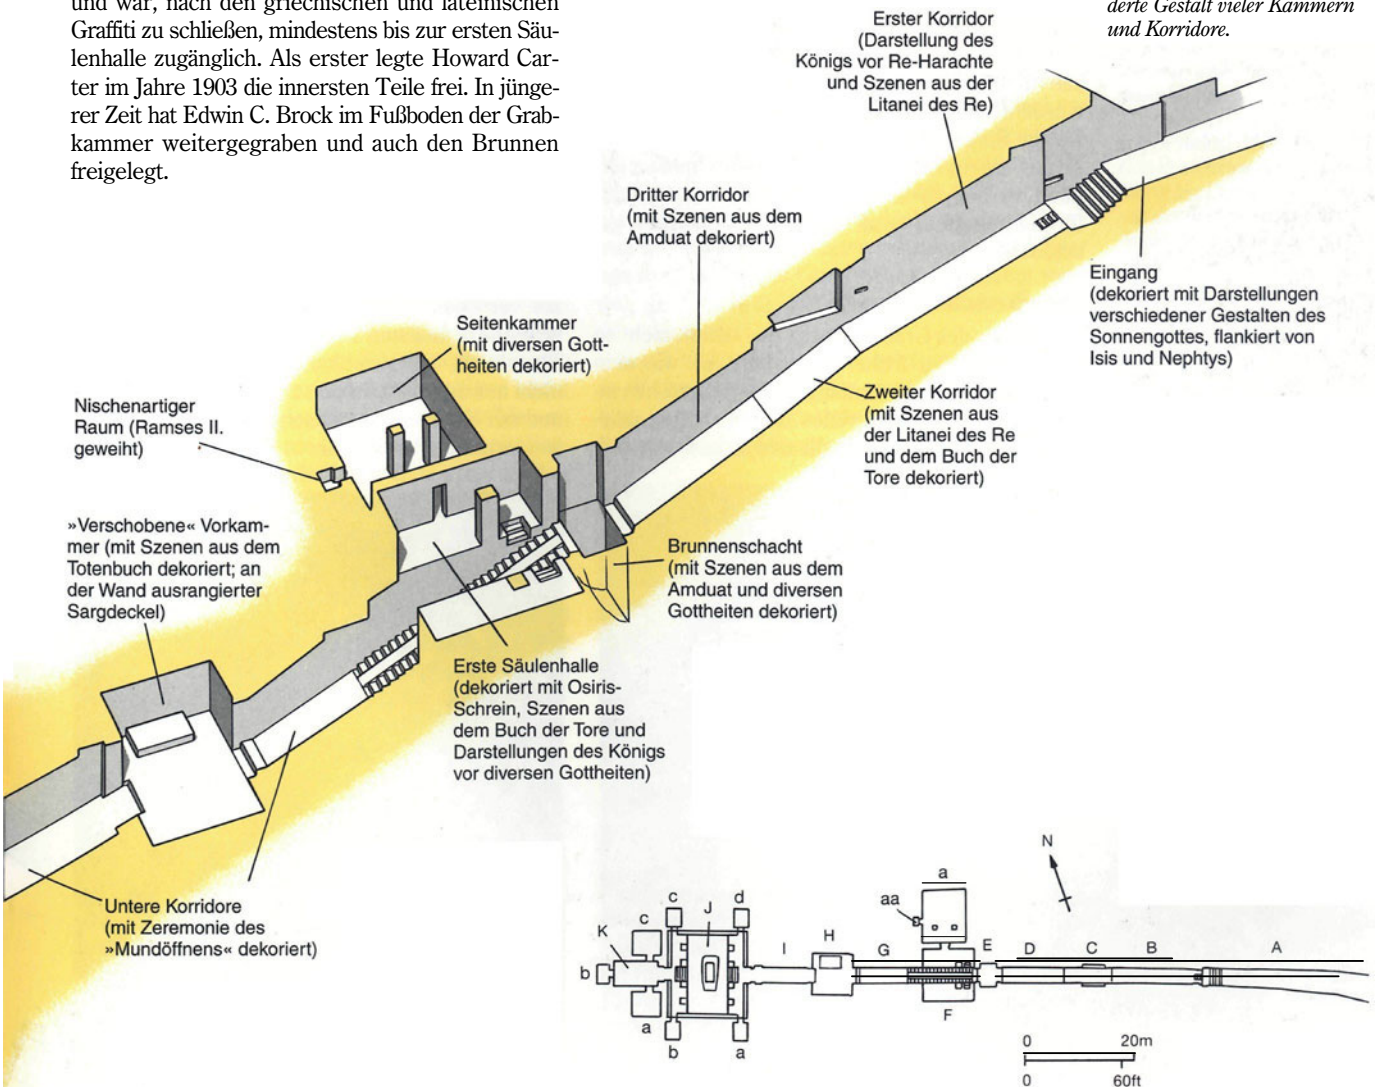 und war, nach den griechischen und lateinischen
Graffiti zu schließen, mindestens bis zur ersten Säu-
lenhalle zugänglich. Als erster legte Howard Car-
ter im Jahre 1903 die innersten Teile frei. In jünge-
rer Zeit hat Edwin C. Brock im Fußboden der Grab-
kammer weitergegraben und auch den Brunnen
freigelegt.
derte Gestalt vieler Kammern
und Korridore.
Erster Korridor
(Darstellung des
Königs vor Re-Harachte
und Szenen aus der
Litanei des Re)
Dritter Korridor
(mit Szenen aus dem
Amduat dekoriert)
Eingang
(dekoriert mit Darstellungen
verschiedener Gestalten des
Sonnengottes, flankiert von
Isis und Nephtys)
Seitenkammer
(mit diversen Gott-
heiten dekoriert)
Zweiter Korridor
(mit Szenen aus
der Litanei des Re
und dem Buch der
Tore dekoriert)
Nischenartiger
Raum (Ramses II.
geweiht)
»Verschobene« Vorkam-
mer (mit Szenen aus dem
Totenbuch dekoriert; an
der Wand ausrangierter
Sargdeckel)
Brunnenschacht
(mit Szenen aus dem
Amduat und diversen
Gottheiten dekoriert)
Erste Säulenhalle
(dekoriert mit Osiris-
Schrein, Szenen aus
dem Buch der Tore und
Darstellungen des Königs
vor diversen Gottheiten)
Untere Korridore
(mit Zeremonie des
»Mundöffnens« dekoriert)
N
a
aa
c
d
J
c
K
H
I
G
E
D
C
B
A
b
F
a
b
a
0 20m
0 60ft